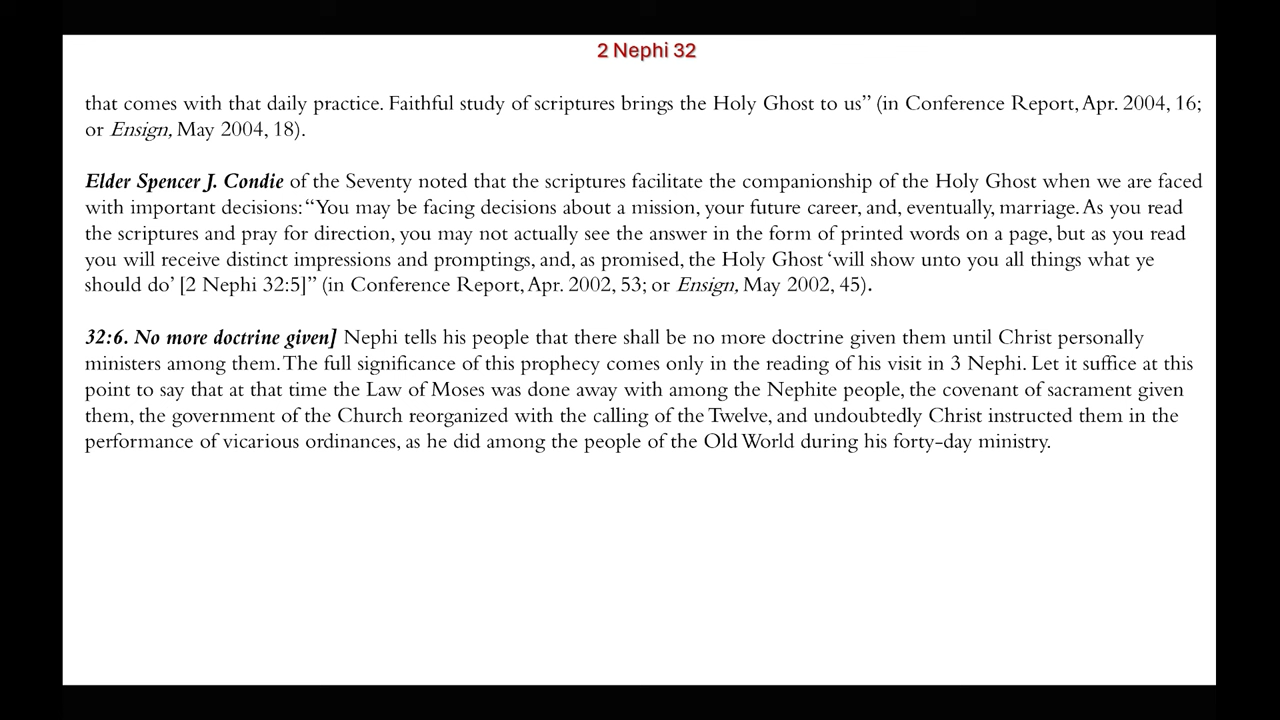 2 Nephi 32
that comes with that daily practice. Faithful study of scriptures brings the Holy Ghost to us” (in Conference Report, Apr. 2004, 16;
or Ensign, May 2004, 18).
Elder Spencer J. Condie of the Seventy noted that the scriptures facilitate the companionship of the Holy Ghost when we are faced
with important decisions: “You may be facing decisions about a mission, your future career, and, eventually, marriage. As you read
the scriptures and pray for direction, you may not actually see the answer in the form of printed words on a page, but as you read
you will receive distinct impressions and promptings, and, as promised, the Holy Ghost ‘will show unto you all things what ye
should do’ [2 Nephi 32:5]” (in Conference Report, Apr. 2002, 53; or Ensign, May 2002, 45).
32:6. No more doctrine given] Nephi tells his people that there shall be no more doctrine given them until Christ personally
ministers among them. The full significance of this prophecy comes only in the reading of his visit in 3 Nephi. Let it suffice at this
point to say that at that time the Law of Moses was done away with among the Nephite people, the covenant of sacrament given
them, the government of the Church reorganized with the calling of the Twelve, and undoubtedly Christ instructed them in the
performance of vicarious ordinances, as he did among the people of the Old World during his forty-day ministry.